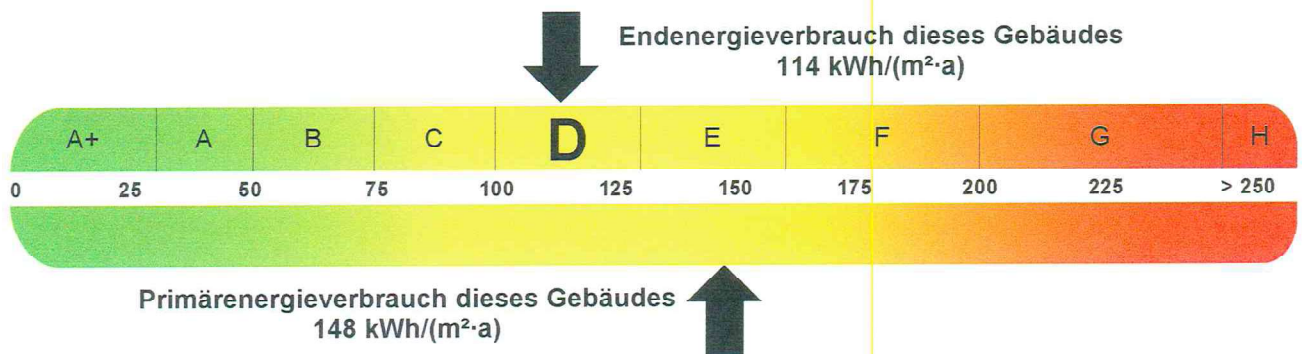 Endenergieverbrauch dieses Gebäudes
114 kWh/(m²·a)
A+ A B C D E F G H
0 25 50 75 100 125 150 175 200 225 > 250
Primärenergieverbrauch dieses Gebäudes
148 kWh/(m²·a)